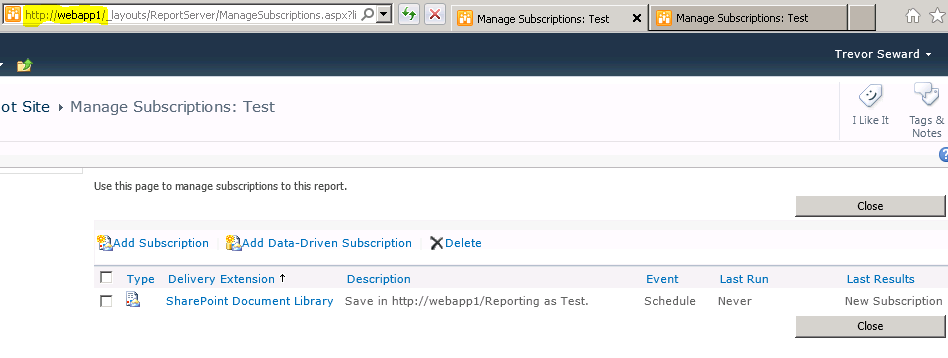 http://webapp1/_layouts/ReportServer/ManageSubscriptions.aspx?li
Manage Subscriptions: Test
Manage Subscriptions: Test
Trevor Seward
ot Site Manage Subscriptions: Test
I Like It
Tags & Notes
Use this page to manage subscriptions to this report.
Close
Add Subscription Add Data-Driven Subscription Delete
Type Delivery Extension Description Event Last Run Last Results
SharePoint Document Library Save in http://webapp1/Reporting as Test. Schedule Never New Subscription
Close